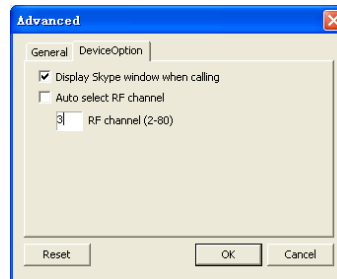 Advanced
General DeviceOption
Display Skype window when calling
Auto select RF channel
3 RF channel (2-80)
Reset OK Cancel